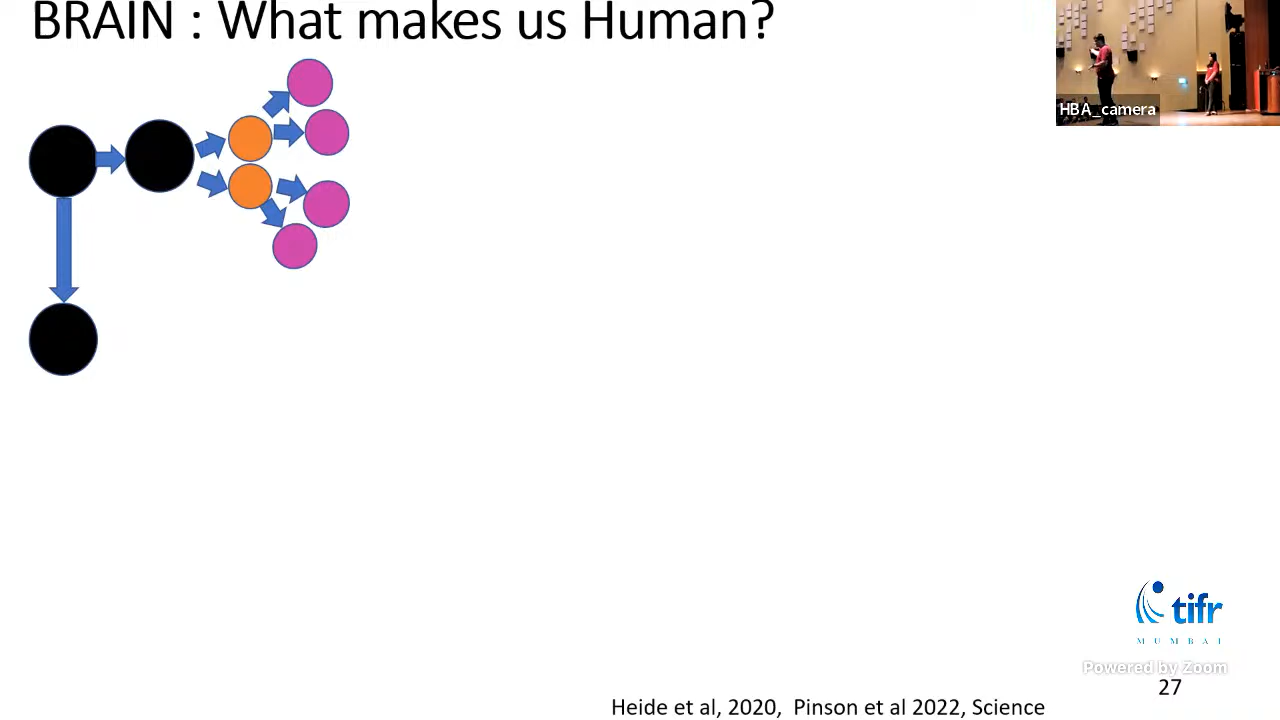 BRAIN : What makes us Human?
HBA_camera
tifr
MUMBAI
Powered by Zoom
27
Heide et al, 2020, Pinson et al 2022, Science